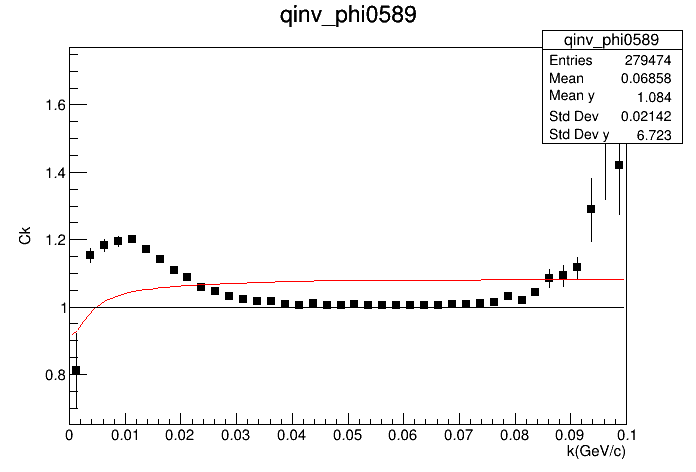 qinv_phi0589
qinv_phi0589
Entries 279474
Mean 0.06858
Mean y 1.084
Std Dev 0.02142
Std Dev y 6.723
Ck
1.6
1.4
1.2
1
0.8
0 0.01 0.02 0.03 0.04 0.05 0.06 0.07 0.08 0.09 0.1
k(GeV/c)